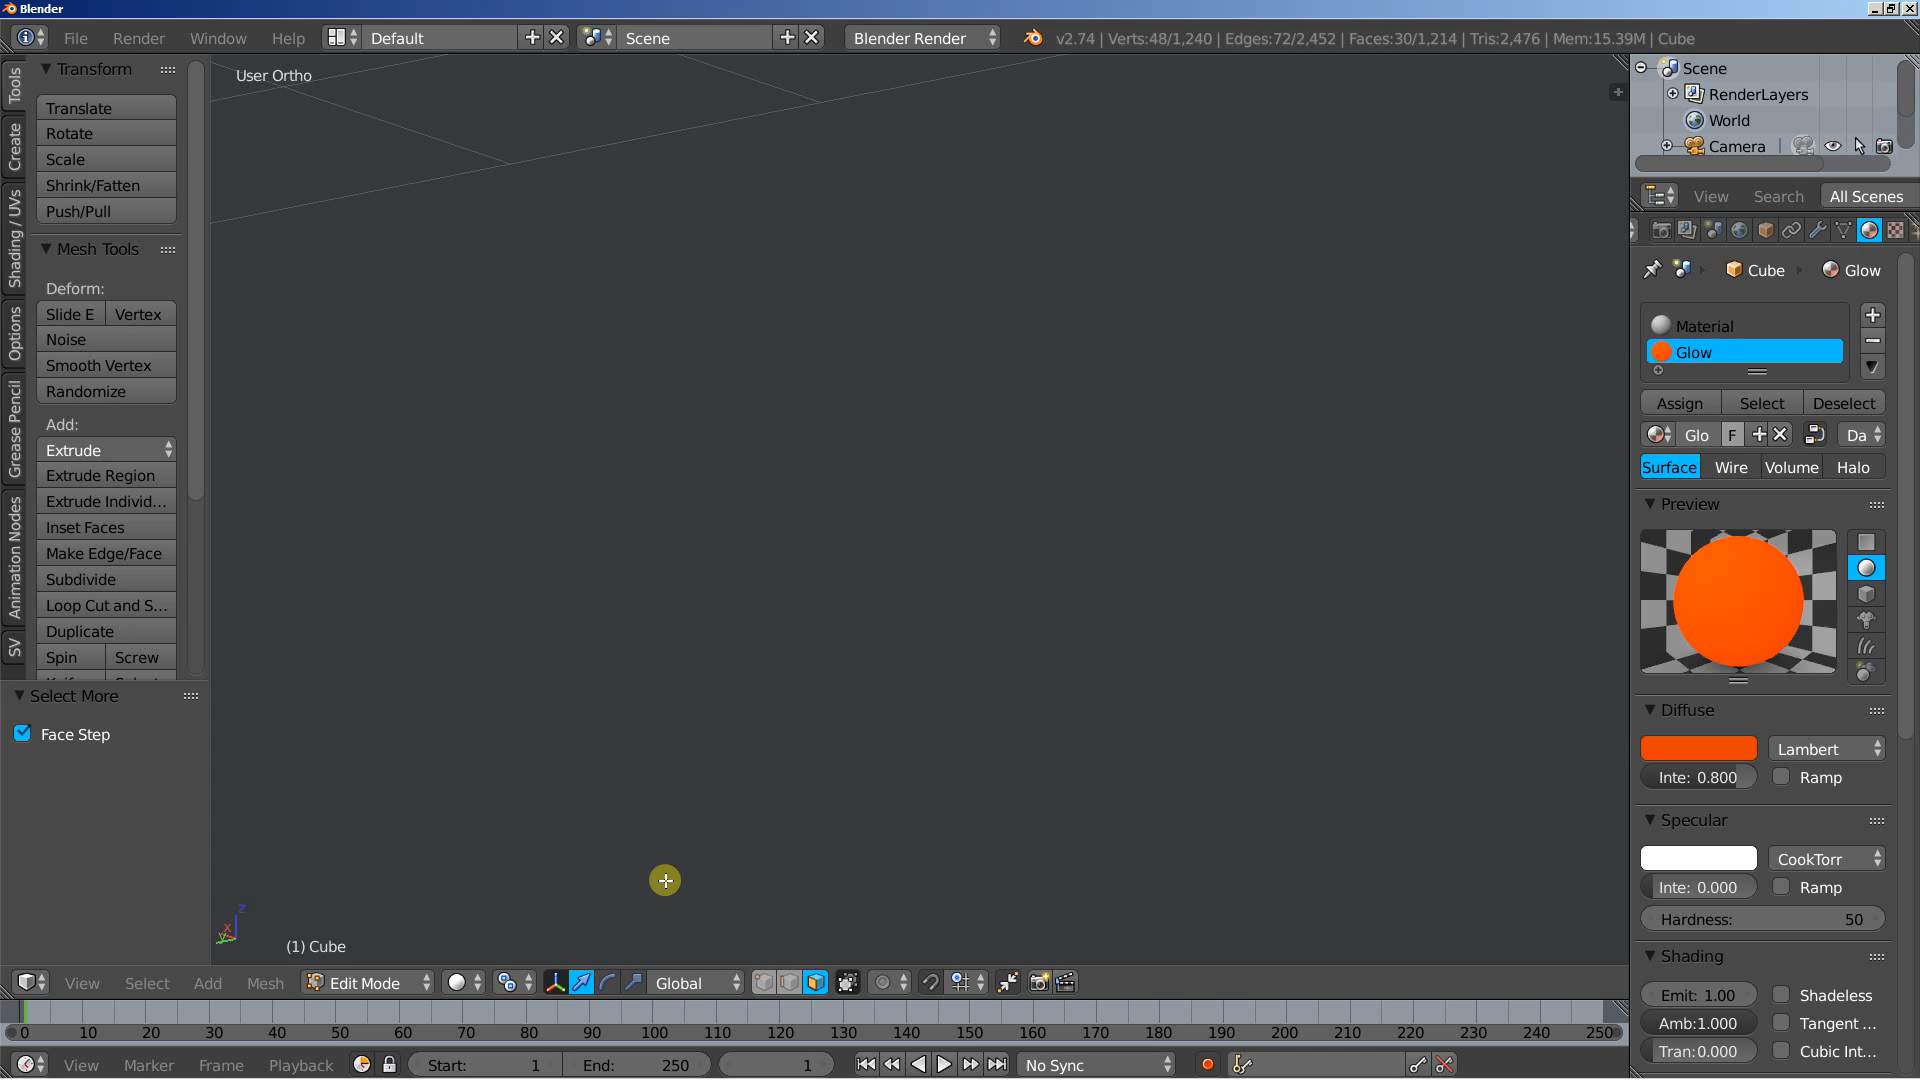 Blender
File Render Window Help Default Scene Blender Render v2.74 | Verts:48/1,240 | Edges:72/2,452 | Faces:30/1,214 | Tris:2,476 | Mem:15.39M | Cube
Tools
Create
Shading / UVs
Options
Grease Pencil
Animation Nodes
SV
Transform
Translate
Rotate
Scale
Shrink/Fatten
Push/Pull
Mesh Tools
Deform:
Slide E Vertex
Noise
Smooth Vertex
Randomize
Add:
Extrude
Extrude Region
Extrude Individ...
Inset Faces
Make Edge/Face
Subdivide
Loop Cut and S...
Duplicate
Spin Screw
Select More
Face Step
User Ortho
z
x
y
(1) Cube
View Select Add Mesh Edit Mode Global
0 10 20 30 40 50 60 70 80 90 100 110 120 130 140 150 160 170 180 190 200 210 220 230 240 250
View Marker Frame Playback Start: 1 End: 250 1 No Sync
Scene
RenderLayers
World
Camera
View Search All Scenes
Cube Glow
Material
Glow
Assign Select Deselect
Glo F Da
Surface Wire Volume Halo
Preview
Diffuse
Lambert
Inte: 0.800 Ramp
Specular
CookTorr
Inte: 0.000 Ramp
Hardness: 50
Shading
Emit: 1.00 Shadeless
Amb:1.000 Tangent ...
Tran:0.000 Cubic Int...